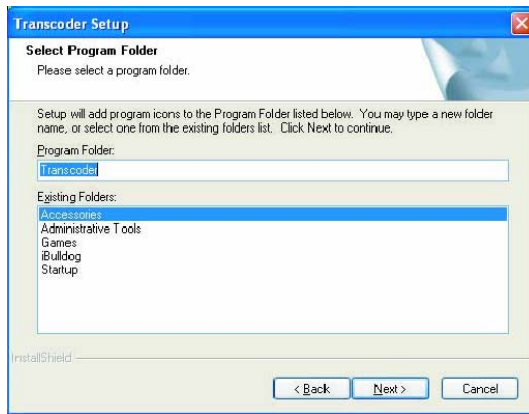 Transcoder Setup
Select Program Folder
Please select a program folder.
Setup will add program icons to the Program Folder listed below. You may type a new folder
name, or select one from the existing folders list. Click Next to continue.
Program Folder:
Transcoder
Existing Folders:
Accessories
Administrative Tools
Games
iBulldog
Startup
InstallShield
< Back
Next >
Cancel